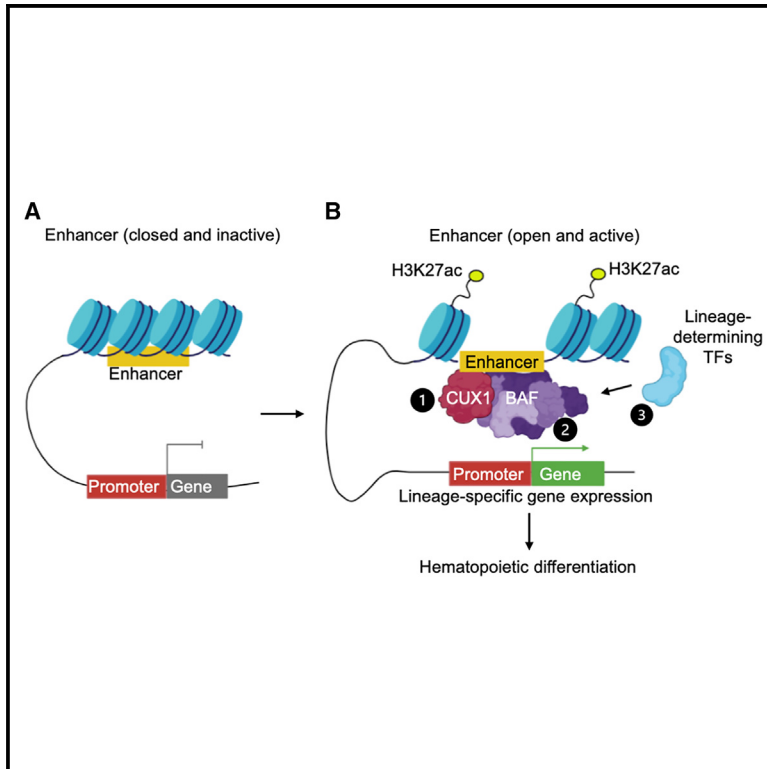 A
Enhancer (closed and inactive)
Enhancer
Promoter Gene
B
Enhancer (open and active)
H3K27ac
H3K27ac
Lineage-
determining
TFs
Enhancer
1 CUX1 BAF
2
3
Promoter Gene
Lineage-specific gene expression
Hematopoietic differentiation